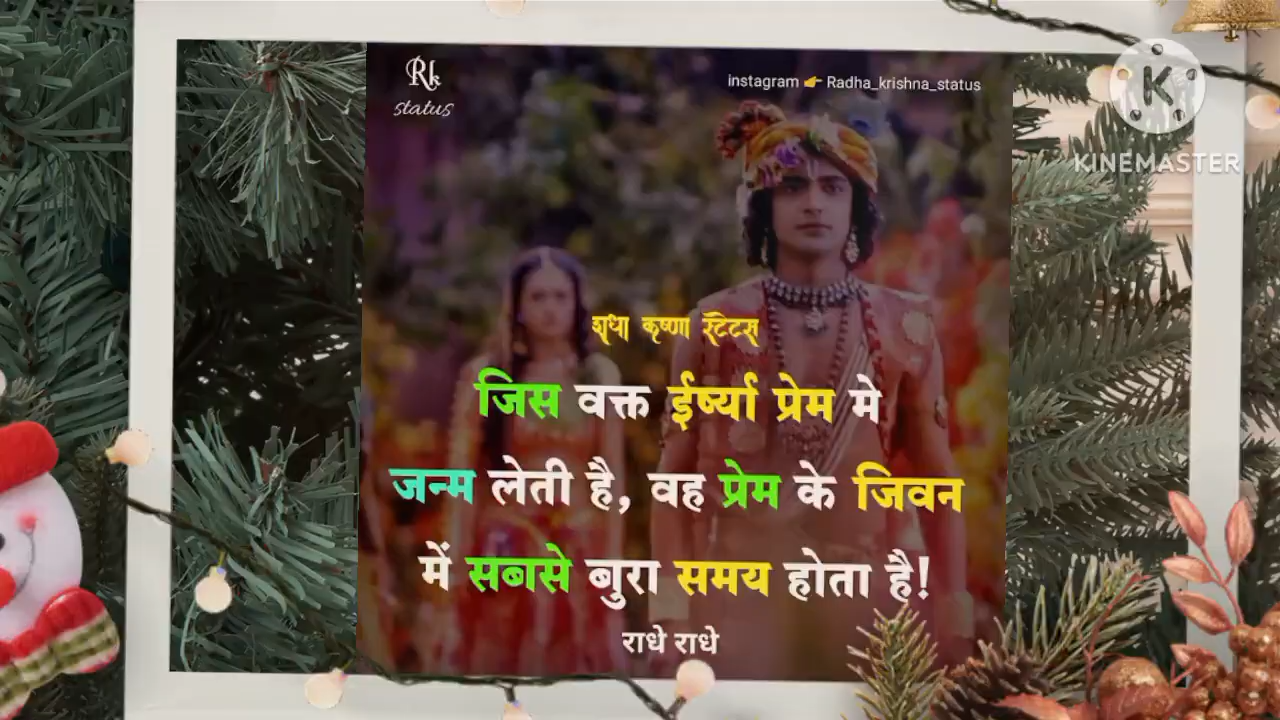 Rk
status
instagram 👉 Radha_krishna_status
KINEMASTER
राधा कृष्णा स्टेटस
जिस वक्त ईर्ष्या प्रेम मे
जन्म लेती है, वह प्रेम के जिवन
में सबसे बुरा समय होता है!
राधे राधे